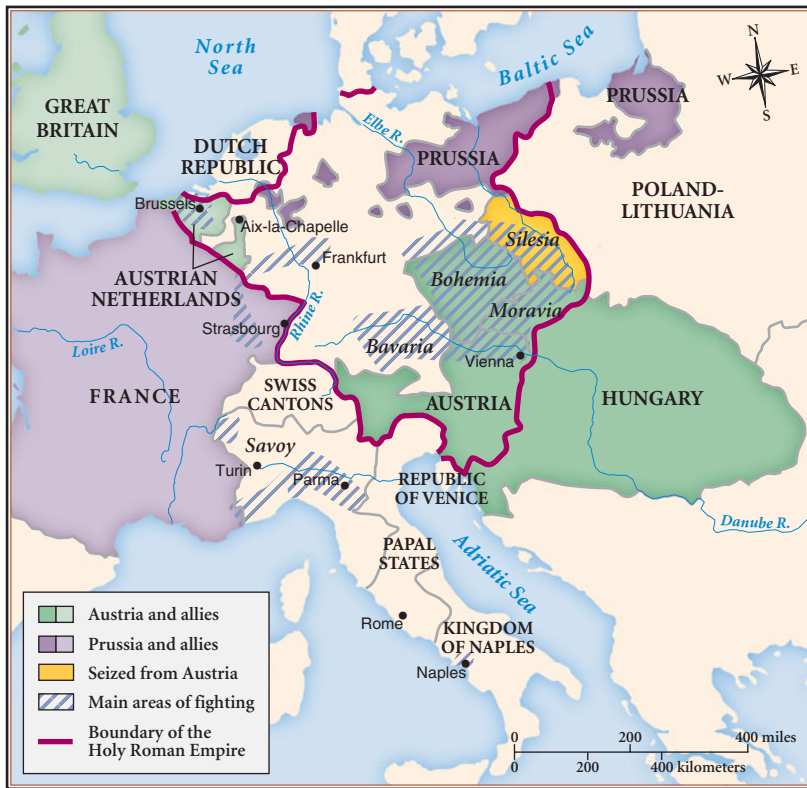 North
Sea
Baltic Sea
N
W
E
S
GREAT
BRITAIN
PRUSSIA
Elbe R.
DUTCH
REPUBLIC
PRUSSIA
POLAND-
LITHUANIA
Brussels
Aix-la-Chapelle
Silesia
Frankfurt
Bohemia
AUSTRIAN
NETHERLANDS
Moravia
Rhine R.
Strasbourg
Loire R.
Bavaria
Vienna
FRANCE
SWISS
CANTONS
AUSTRIA
HUNGARY
Savoy
Turin
Parma
REPUBLIC
OF VENICE
Danube R.
PAPAL
STATES
Adriatic Sea
Rome
KINGDOM
OF NAPLES
Naples
Austria and allies
Prussia and allies
Seized from Austria
Main areas of fighting
Boundary of the
Holy Roman Empire
0 200 400 miles
0 200 400 kilometers